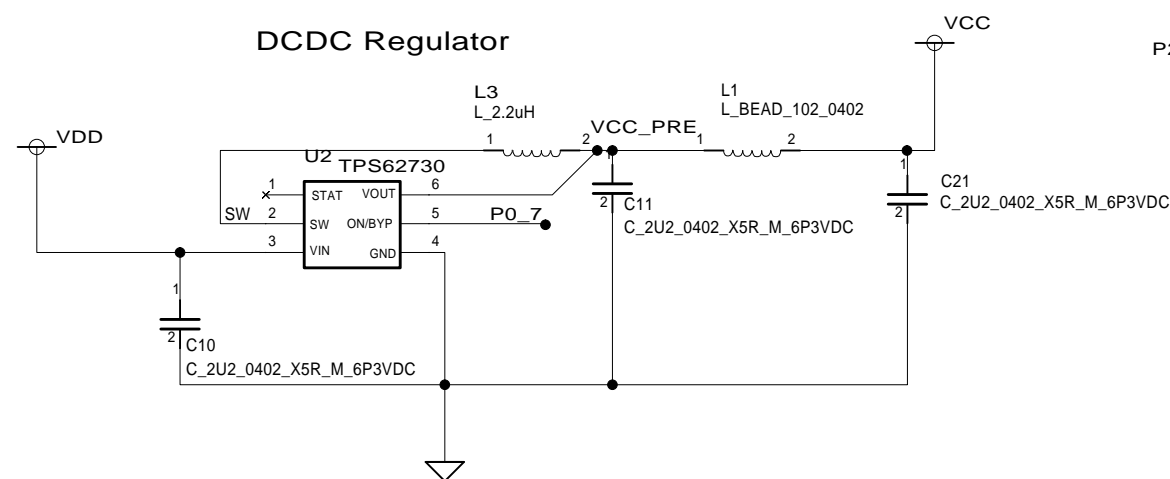 DCDC Regulator
VCC
P2
L3
L_2.2uH
L1
L_BEAD_102_0402
VDD
1
2
VCC_PRE
1
2
U2
TPS62730
1
1
STAT
VOUT
6
1
C11
C21
2
C_2U2_0402_X5R_M_6P3VDC
SW
2
SW
ON/BYP
5
P0_7
2
C_2U2_0402_X5R_M_6P3VDC
3
VIN
GND
4
1
2
C10
C_2U2_0402_X5R_M_6P3VDC